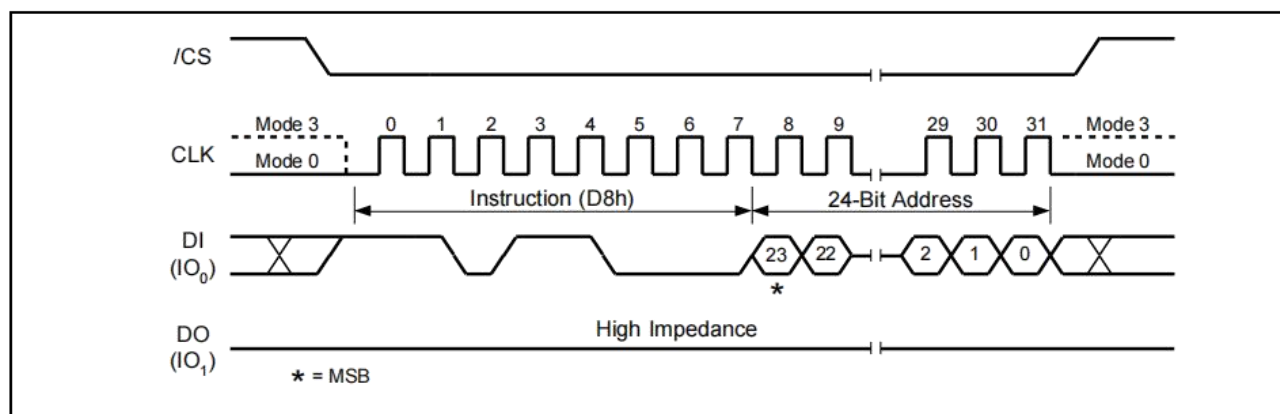 /CS
Mode 3 0 1 2 3 4 5 6 7 8 9 29 30 31 Mode 3
CLK
Mode 0 Mode 0
Instruction (D8h) 24-Bit Address
DI
(IO0)
23 22 2 1 0
*
DO
(IO1)
High Impedance
* = MSB